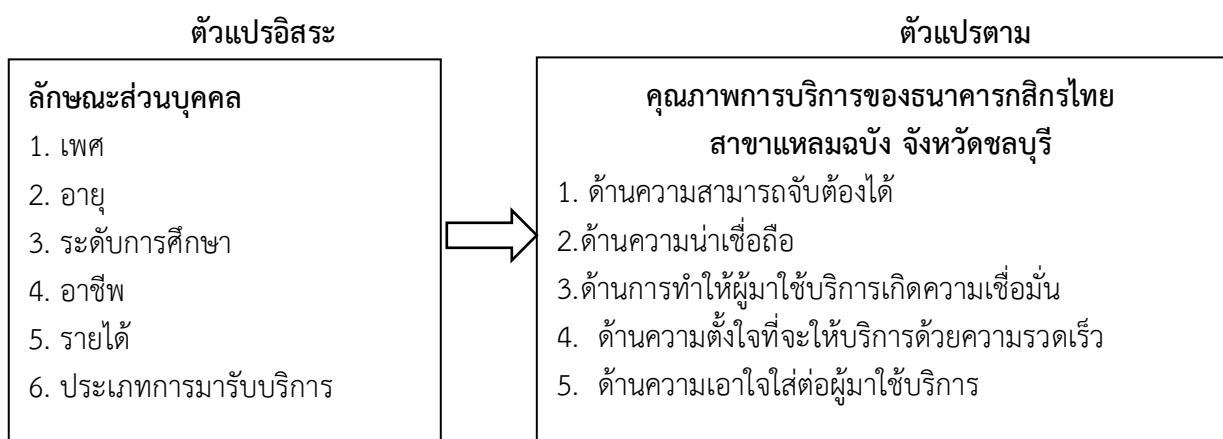 ตัวแปรอิสระ
ลักษณะส่วนบุคคล
1. เพศ
2. อายุ
3. ระดับการศึกษา
4. อาชีพ
5. รายได้
6. ประเภทการมารับบริการ
ตัวแปรตาม
คุณภาพการบริการของธนาคารกสิกรไทย
สาขาแหลมฉบัง จังหวัดชลบุรี
1. ด้านความสามารถจับต้องได้
2.ด้านความน่าเชื่อถือ
3.ด้านการทำให้ผู้มาใช้บริการเกิดความเชื่อมั่น
4. ด้านความตั้งใจที่จะให้บริการด้วยความรวดเร็ว
5. ด้านความเอาใจใส่ต่อผู้มาใช้บริการ